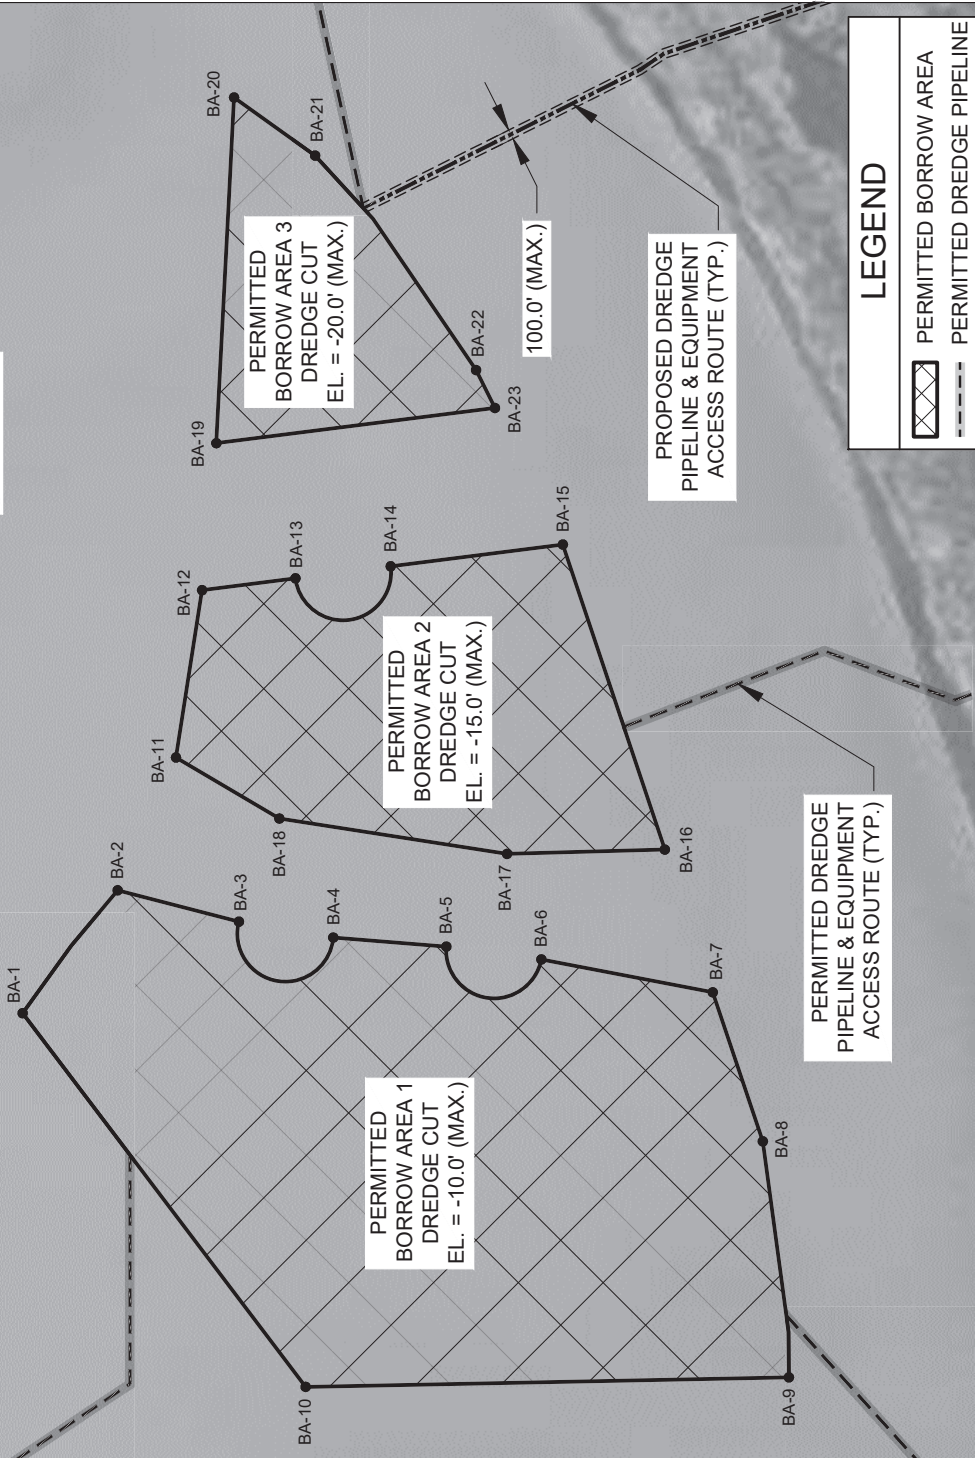 BA-1
BA-2
BA-3
BA-4
BA-5
BA-6
BA-7
BA-8
BA-9
BA-10
PERMITTED
BORROW AREA 1
DREDGE CUT
EL. = -10.0' (MAX.)
BA-11
BA-12
BA-13
BA-14
BA-15
BA-16
BA-17
BA-18
PERMITTED
BORROW AREA 2
DREDGE CUT
EL. = -15.0' (MAX.)
BA-19
BA-20
BA-21
BA-22
BA-23
PERMITTED
BORROW AREA 3
DREDGE CUT
EL. = -20.0' (MAX.)
100.0' (MAX.)
PROPOSED DREDGE
PIPELINE & EQUIPMENT
ACCESS ROUTE (TYP.)
PERMITTED DREDGE
PIPELINE & EQUIPMENT
ACCESS ROUTE (TYP.)
LEGEND
PERMITTED BORROW AREA
PERMITTED DREDGE PIPELINE